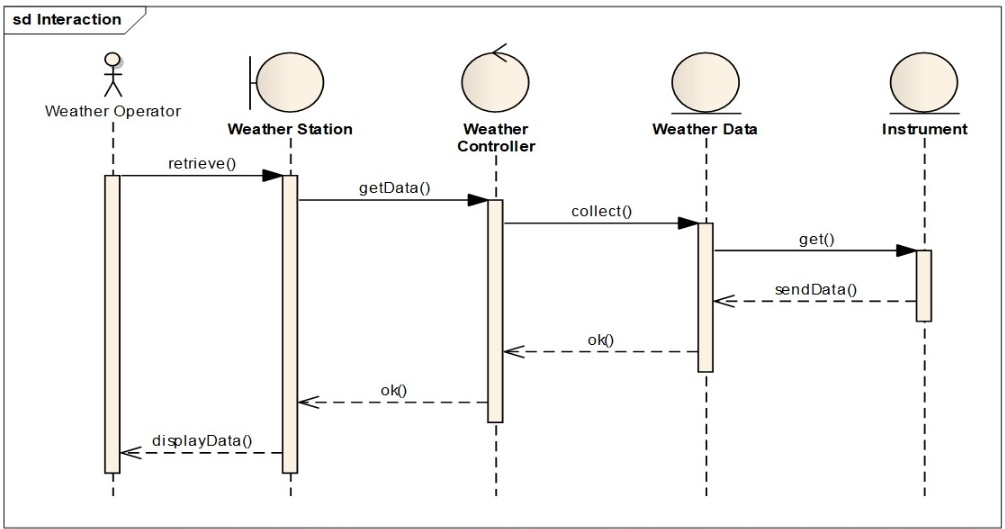 sd Interaction
Weather Operator
Weather Station
Weather
Controller
Weather Data
Instrument
retrieve()
getData()
collect()
get()
sendData()
ok()
ok()
displayData()